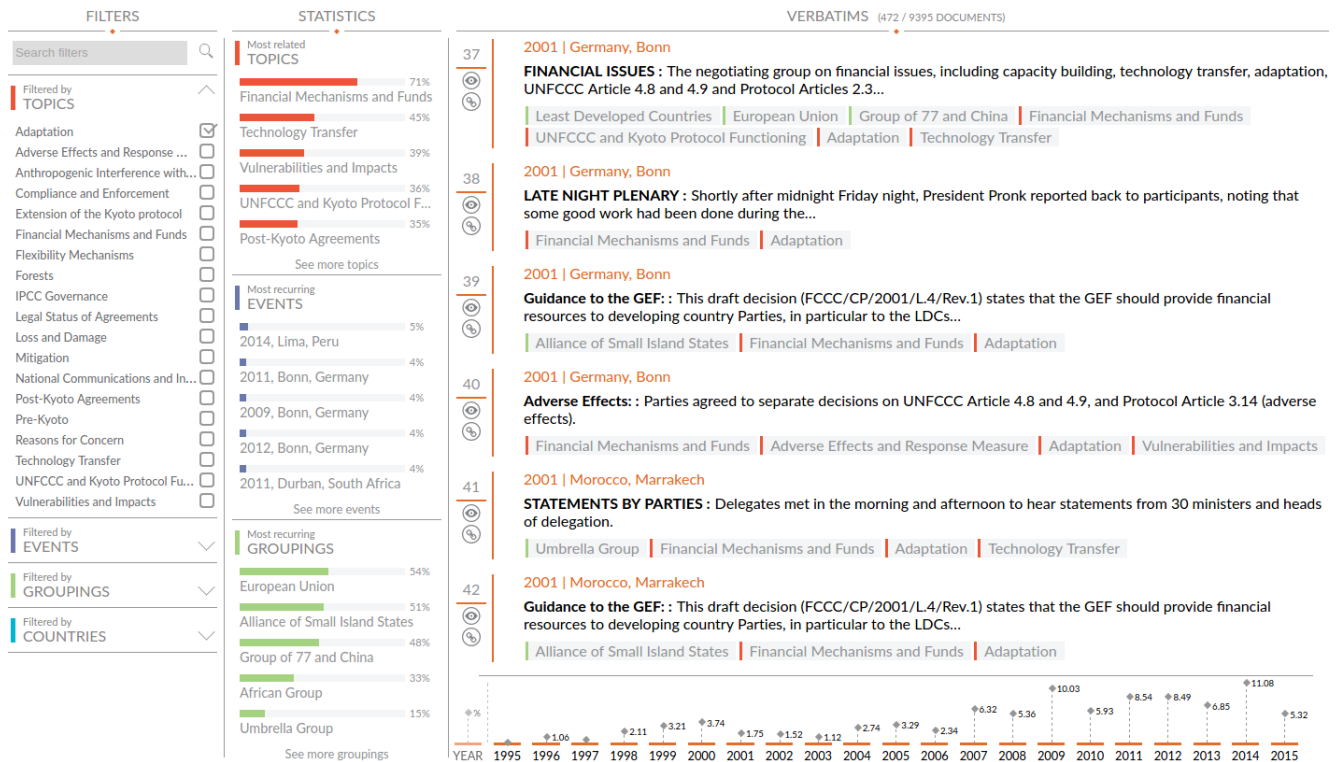 FILTERS
Search filters
Filtered by
TOPICS
Adaptation
Adverse Effects and Response ...
Anthropogenic Interference with...
Compliance and Enforcement
Extension of the Kyoto protocol
Financial Mechanisms and Funds
Flexibility Mechanisms
Forests
IPCC Governance
Legal Status of Agreements
Loss and Damage
Mitigation
National Communications and In...
Post-Kyoto Agreements
Pre-Kyoto
Reasons for Concern
Technology Transfer
UNFCCC and Kyoto Protocol Fu...
Vulnerabilities and Impacts
Filtered by
EVENTS
Filtered by
GROUPINGS
Filtered by
COUNTRIES
STATISTICS
Most related
TOPICS
71%
Financial Mechanisms and Funds
45%
Technology Transfer
39%
Vulnerabilities and Impacts
36%
UNFCCC and Kyoto Protocol F...
35%
Post-Kyoto Agreements
See more topics
Most recurring
EVENTS
5%
2014, Lima, Peru
4%
2011, Bonn, Germany
4%
2009, Bonn, Germany
4%
2012, Bonn, Germany
4%
2011, Durban, South Africa
See more events
Most recurring
GROUPINGS
54%
European Union
51%
Alliance of Small Island States
48%
Group of 77 and China
33%
African Group
15%
Umbrella Group
See more groupings
VERBATIMS (472 / 9395 DOCUMENTS)
37
2001 | Germany, Bonn
FINANCIAL ISSUES : The negotiating group on financial issues, including capacity building, technology transfer, adaptation,
UNFCCC Article 4.8 and 4.9 and Protocol Articles 2.3...
Least Developed Countries European Union Group of 77 and China Financial Mechanisms and Funds
UNFCCC and Kyoto Protocol Functioning Adaptation Technology Transfer
38
2001 | Germany, Bonn
LATE NIGHT PLENARY : Shortly after midnight Friday night, President Pronk reported back to participants, noting that
some good work had been done during the...
Financial Mechanisms and Funds Adaptation
39
2001 | Germany, Bonn
Guidance to the GEF: : This draft decision (FCCC/CP/2001/L.4/Rev.1) states that the GEF should provide financial
resources to developing country Parties, in particular to the LDCs...
Alliance of Small Island States Financial Mechanisms and Funds Adaptation
40
2001 | Germany, Bonn
Adverse Effects: : Parties agreed to separate decisions on UNFCCC Article 4.8 and 4.9, and Protocol Article 3.14 (adverse
effects).
Financial Mechanisms and Funds Adverse Effects and Response Measure Adaptation Vulnerabilities and Impacts
41
2001 | Morocco, Marrakech
STATEMENTS BY PARTIES : Delegates met in the morning and afternoon to hear statements from 30 ministers and heads
of delegation.
Umbrella Group Financial Mechanisms and Funds Adaptation Technology Transfer
42
2001 | Morocco, Marrakech
Guidance to the GEF: : This draft decision (FCCC/CP/2001/L.4/Rev.1) states that the GEF should provide financial
resources to developing country Parties, in particular to the LDCs...
Alliance of Small Island States Financial Mechanisms and Funds Adaptation
% 1.06 2.11 3.21 3.74 1.75 1.52 1.12 2.74 3.29 2.34 6.32 5.36 10.03 5.93 8.54 8.49 6.85 11.08 5.32
YEAR 1995 1996 1997 1998 1999 2000 2001 2002 2003 2004 2005 2006 2007 2008 2009 2010 2011 2012 2013 2014 2015